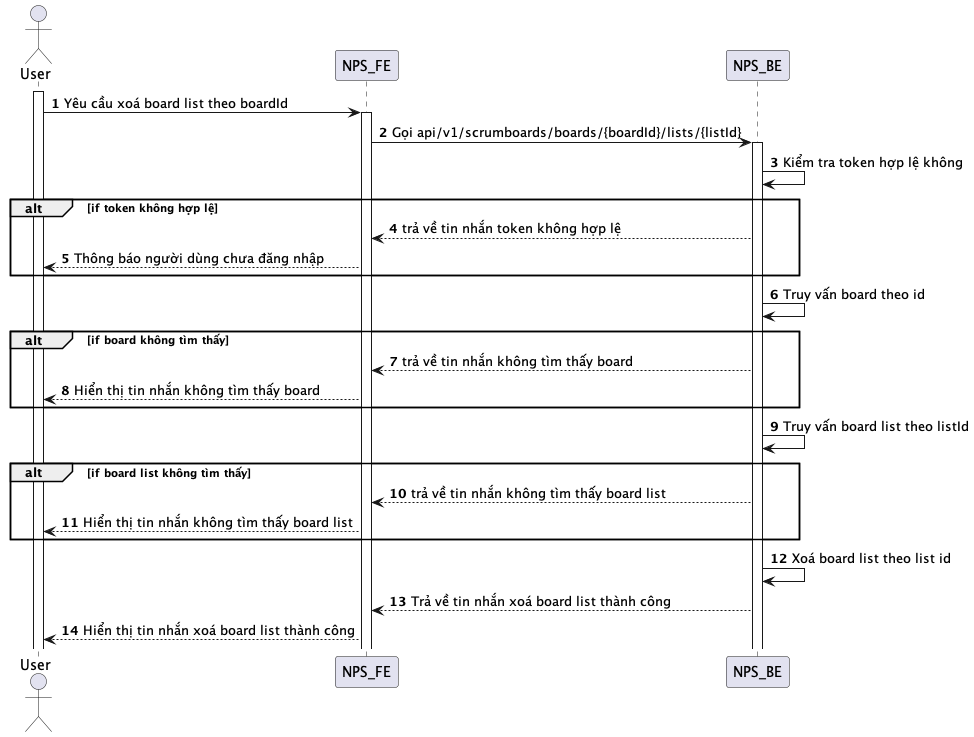 User
NPS_FE
NPS_BE
1 Yêu cầu xoá board list theo boardId
2 Gọi api/v1/scrumboards/boards/{boardId}/lists/{listId}
3 Kiểm tra token hợp lệ không
alt [if token không hợp lệ]
4 trả về tin nhắn token không hợp lệ
5 Thông báo người dùng chưa đăng nhập
6 Truy vấn board theo id
alt [if board không tìm thấy]
7 trả về tin nhắn không tìm thấy board
8 Hiển thị tin nhắn không tìm thấy board
9 Truy vấn board list theo listId
alt [if board list không tìm thấy]
10 trả về tin nhắn không tìm thấy board list
11 Hiển thị tin nhắn không tìm thấy board list
12 Xoá board list theo list id
13 Trả về tin nhắn xoá board list thành công
14 Hiển thị tin nhắn xoá board list thành công
User
NPS_FE
NPS_BE